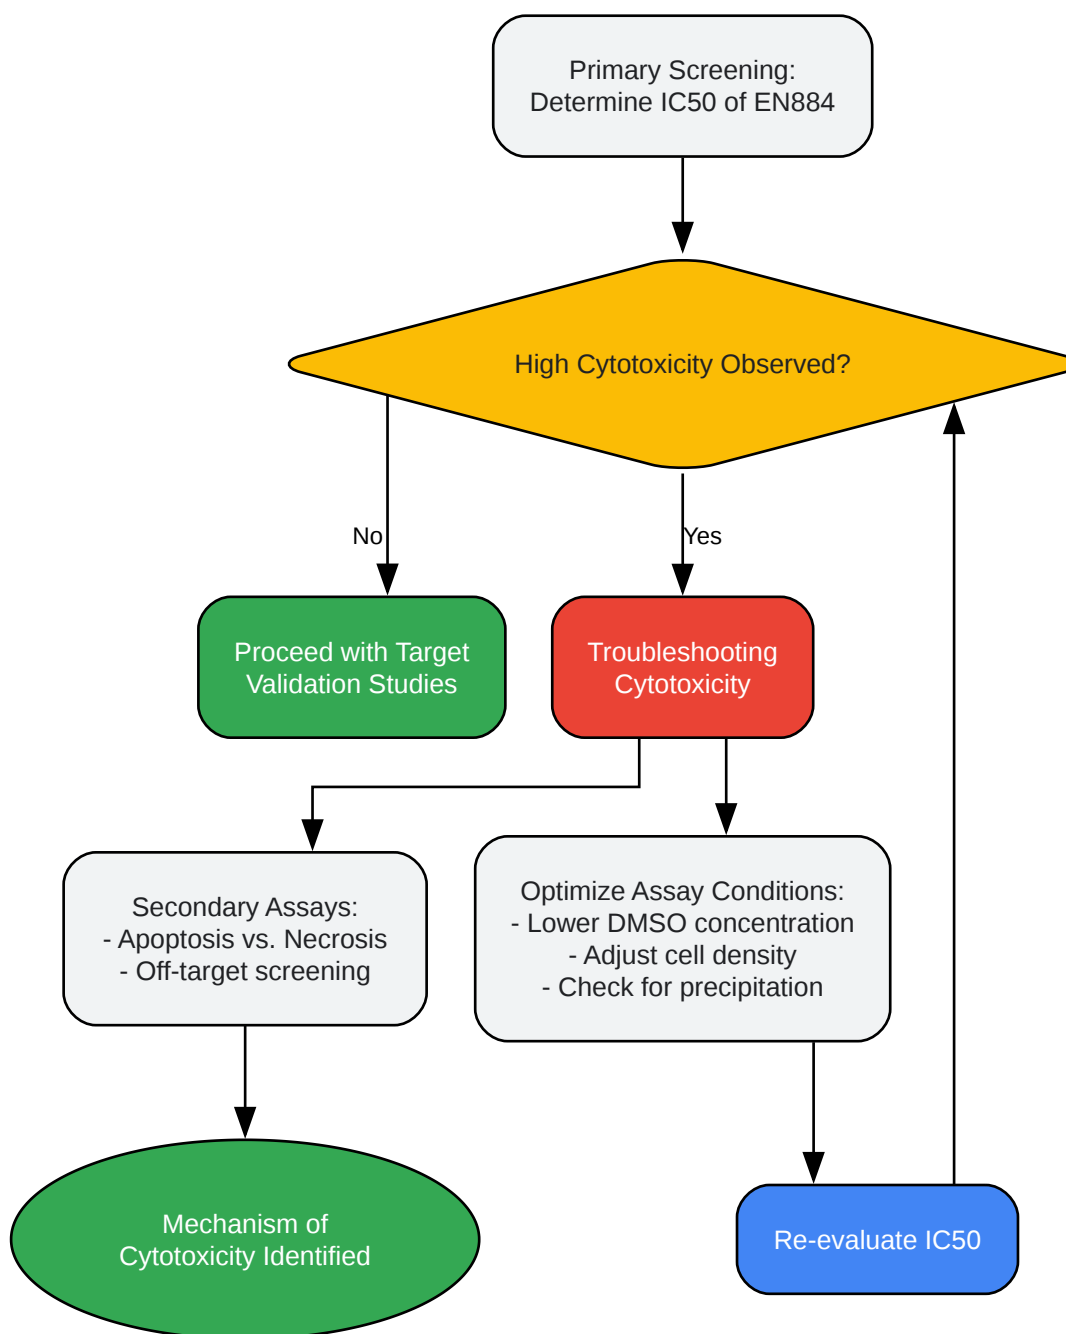 Primary Screening:
Determine IC50 of EN884
High Cytotoxicity Observed?
No
Yes
Proceed with Target
Validation Studies
Troubleshooting
Cytotoxicity
Secondary Assays:
- Apoptosis vs. Necrosis
- Off-target screening
Optimize Assay Conditions:
- Lower DMSO concentration
- Adjust cell density
- Check for precipitation
Mechanism of
Cytotoxicity Identified
Re-evaluate IC50